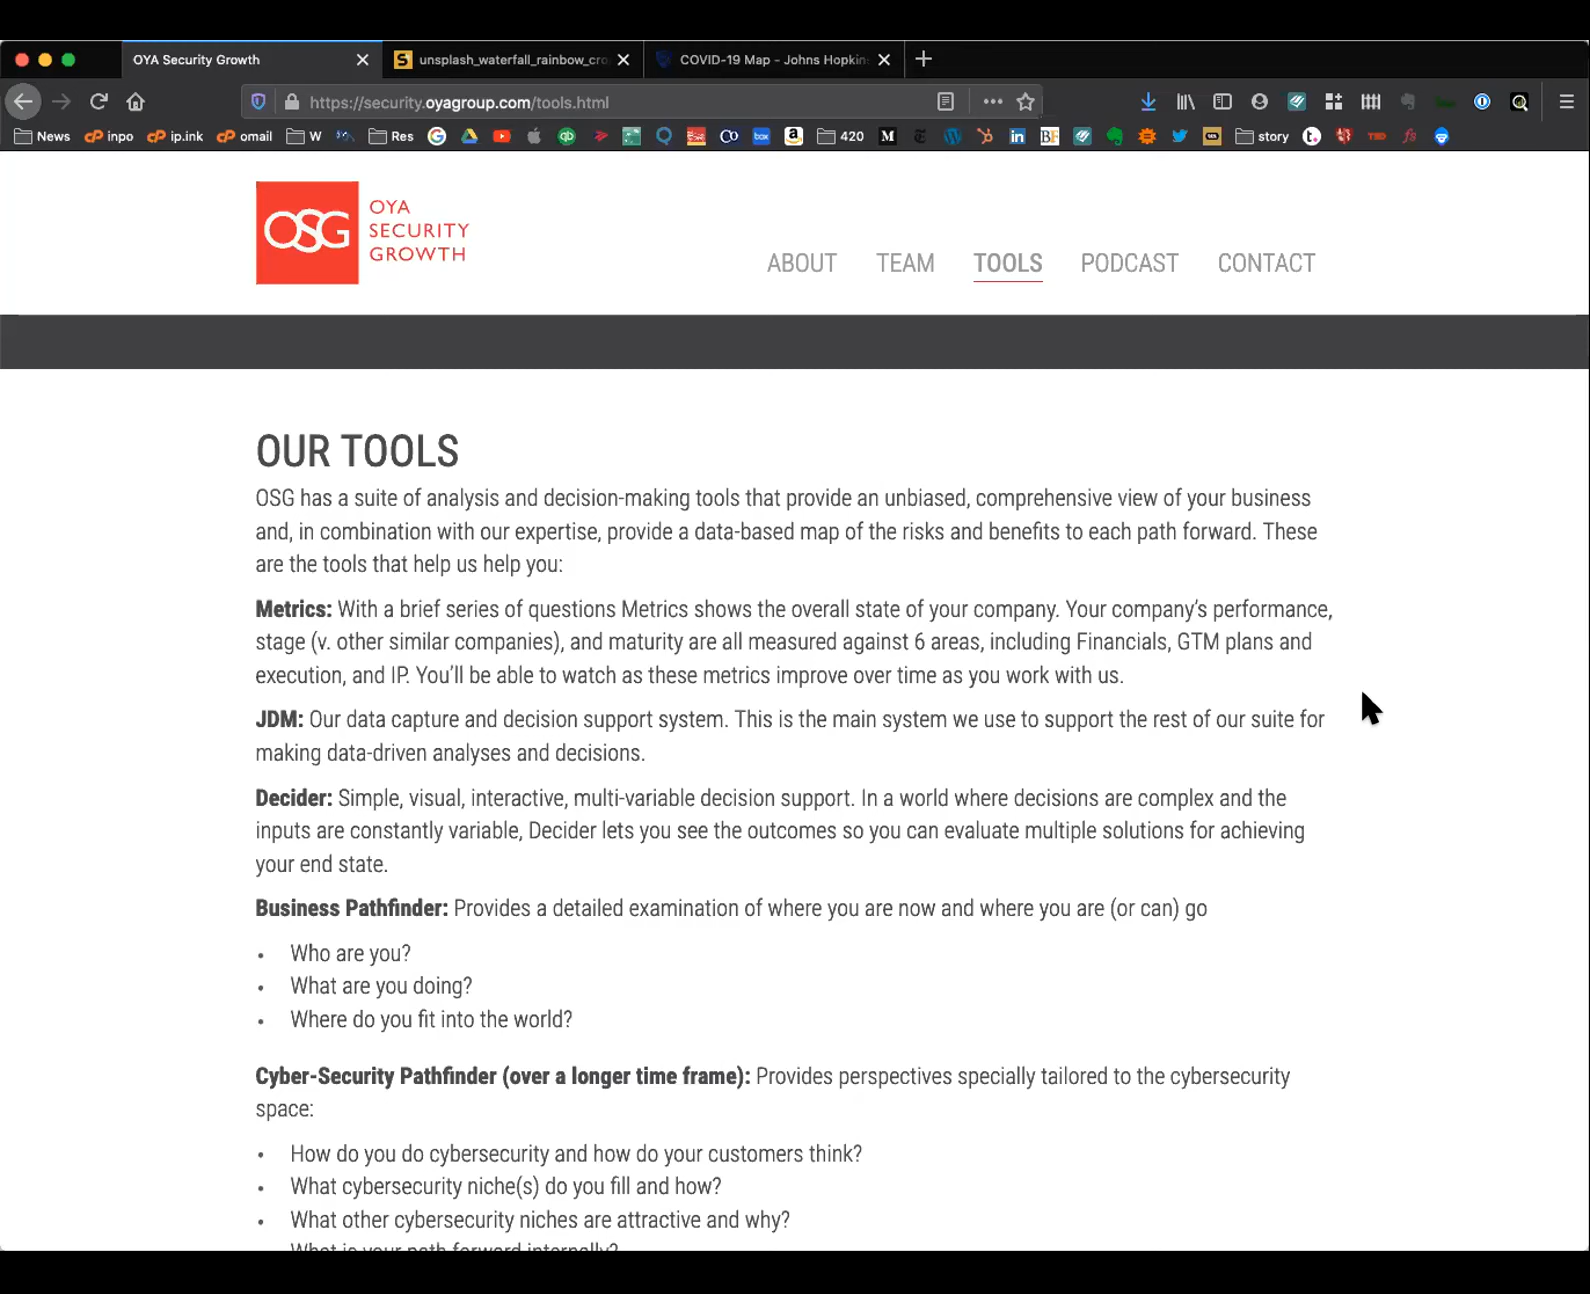 OYA Security Growth
unsplash_waterfall_rainbow_cro
COVID-19 Map - Johns Hopkin
https://security.oyagroup.com/tools.html
News
inpo
ip.ink
omail
W
Res
420
story
OSG
OYA
SECURITY
GROWTH
ABOUT TEAM TOOLS PODCAST CONTACT
OUR TOOLS
OSG has a suite of analysis and decision-making tools that provide an unbiased, comprehensive view of your business
and, in combination with our expertise, provide a data-based map of the risks and benefits to each path forward. These
are the tools that help us help you:
Metrics: With a brief series of questions Metrics shows the overall state of your company. Your company’s performance,
stage (v. other similar companies), and maturity are all measured against 6 areas, including Financials, GTM plans and
execution, and IP. You’ll be able to watch as these metrics improve over time as you work with us.
JDM: Our data capture and decision support system. This is the main system we use to support the rest of our suite for
making data-driven analyses and decisions.
Decider: Simple, visual, interactive, multi-variable decision support. In a world where decisions are complex and the
inputs are constantly variable, Decider lets you see the outcomes so you can evaluate multiple solutions for achieving
your end state.
Business Pathfinder: Provides a detailed examination of where you are now and where you are (or can) go
• Who are you?
• What are you doing?
• Where do you fit into the world?
Cyber-Security Pathfinder (over a longer time frame): Provides perspectives specially tailored to the cybersecurity
space:
• How do you do cybersecurity and how do your customers think?
• What cybersecurity niche(s) do you fill and how?
• What other cybersecurity niches are attractive and why?
What is your path forward internally?